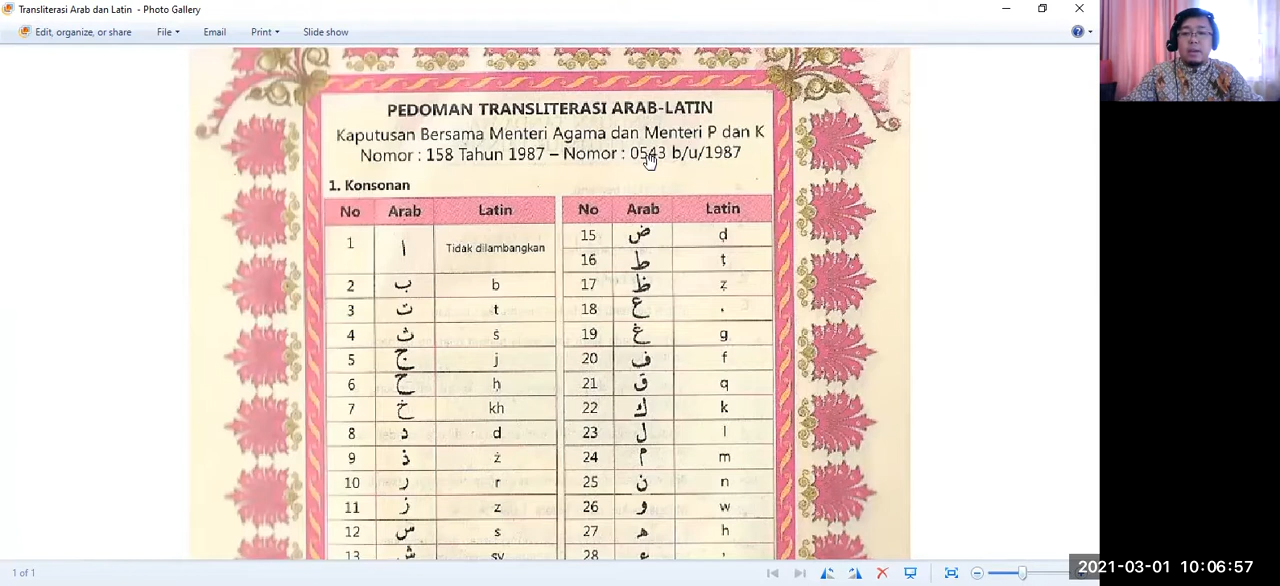 Transliterasi Arab dan Latin - Photo Gallery
Edit, organize, or share File Email Print Slide show
PEDOMAN TRANSLITERASI ARAB-LATIN
Kaputusan Bersama Menteri Agama dan Menteri P dan K
Nomor : 158 Tahun 1987 – Nomor : 0543 b/u/1987
1. Konsonan
No Arab Latin
1 ا Tidak dilambangkan
2 ب b
3 ت t
4 ث ṡ
5 ج j
6 ح ḥ
7 خ kh
8 د d
9 ذ ż
10 ر r
11 ز z
12 س s
13 ش sy
No Arab Latin
15 ض ḍ
16 ط ṭ
17 ظ ẓ
18 ع ʻ
19 غ g
20 ف f
21 ق q
22 ك k
23 ل l
24 م m
25 ن n
26 و w
27 ه h
28 ء ’
1 of 1
2021-03-01 10:06:57